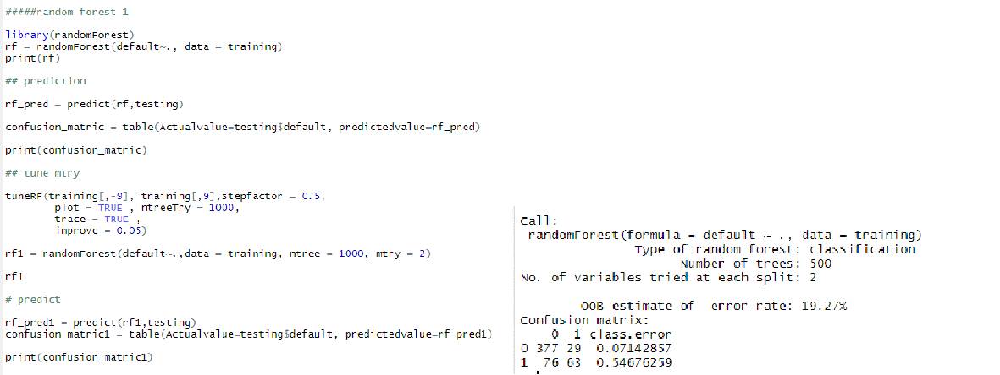 #####random forest 1
library(randomForest)
rf = randomForest(default~., data = training)
print(rf)
## prediction
rf_pred = predict(rf,testing)
confusion_matric = table(Actualvalue=testing$default, predictedvalue=rf_pred)
print(confusion_matric)
## tune mtry
tuneRF(training[,-9], training[,9],stepfactor = 0.5,
plot = TRUE , ntreeTry = 1000,
trace = TRUE ,
improve = 0.05)
rf1 = randomForest(default~.,data = training, ntree = 1000, mtry = 2)
rf1
# predict
rf_pred1 = predict(rf1,testing)
confusion_matric1 = table(Actualvalue=testing$default, predictedvalue=rf_pred1)
print(confusion_matric1)
Call:
randomForest(formula = default ~ ., data = training)
Type of random forest: classification
Number of trees: 500
No. of variables tried at each split: 2
OOB estimate of error rate: 19.27%
Confusion matrix:
0 1 class.error
0 377 29 0.07142857
1 76 63 0.54676259